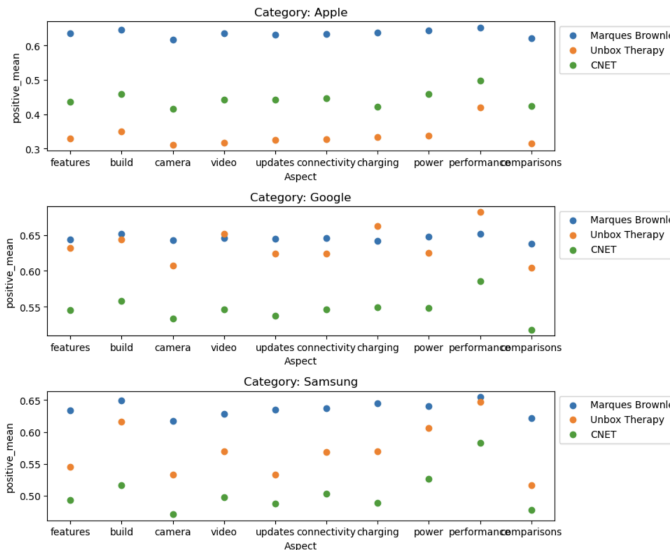 Category: Apple
0.6
0.5
0.4
0.3
positive_mean
features build camera video updates connectivity charging power performance comparisons
Aspect
Marques Brownle
Unbox Therapy
CNET
Category: Google
0.65
0.60
0.55
positive_mean
features build camera video updates connectivity charging power performance comparisons
Aspect
Marques Brownle
Unbox Therapy
CNET
Category: Samsung
0.65
0.60
0.55
0.50
positive_mean
features build camera video updates connectivity charging power performance comparisons
Aspect
Marques Brownle
Unbox Therapy
CNET